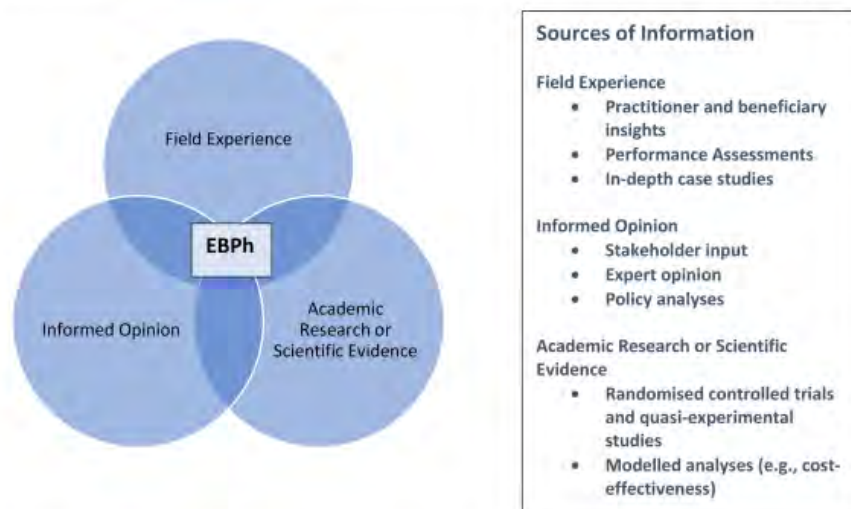 Field Experience
EBPh
Informed Opinion
Academic
Research or
Scientific Evidence
Sources of Information
Field Experience
• Practitioner and beneficiary
insights
• Performance Assessments
• In-depth case studies
Informed Opinion
• Stakeholder input
• Expert opinion
• Policy analyses
Academic Research or Scientific
Evidence
• Randomised controlled trials
and quasi-experimental
studies
• Modelled analyses (e.g., cost-
effectiveness)